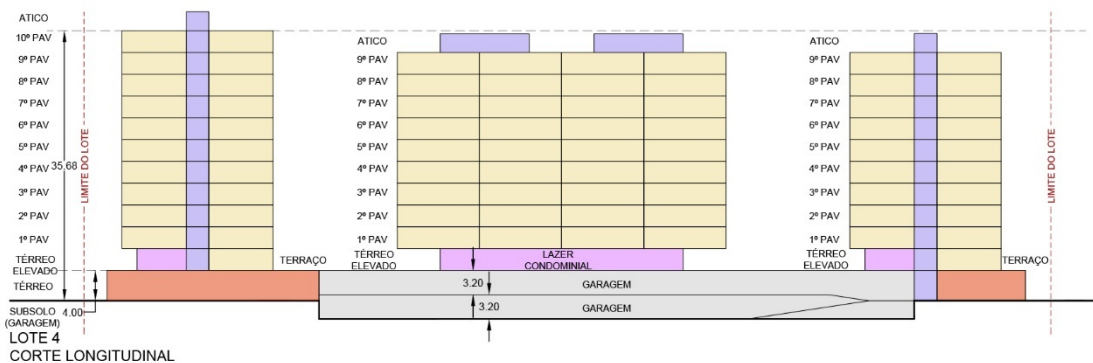 ATICO
10º PAV
9º PAV
8º PAV
7º PAV
6º PAV
5º PAV
4º PAV
3º PAV
2º PAV
1º PAV
TÉRREO
ELEVADO
TÉRREO
SUBSOLO
(GARAGEM)
4.00
35.68
LIMITE DO LOTE
TERRAÇO
ATICO
9º PAV
8º PAV
7º PAV
6º PAV
5º PAV
4º PAV
3º PAV
2º PAV
1º PAV
TÉRREO
ELEVADO
LAZER
CONDOMINIAL
3.20
GARAGEM
3.20
GARAGEM
ATICO
9º PAV
8º PAV
7º PAV
6º PAV
5º PAV
4º PAV
3º PAV
2º PAV
1º PAV
TÉRREO
ELEVADO
TERRAÇO
LIMITE DO LOTE
LOTE 4
CORTE LONGITUDINAL